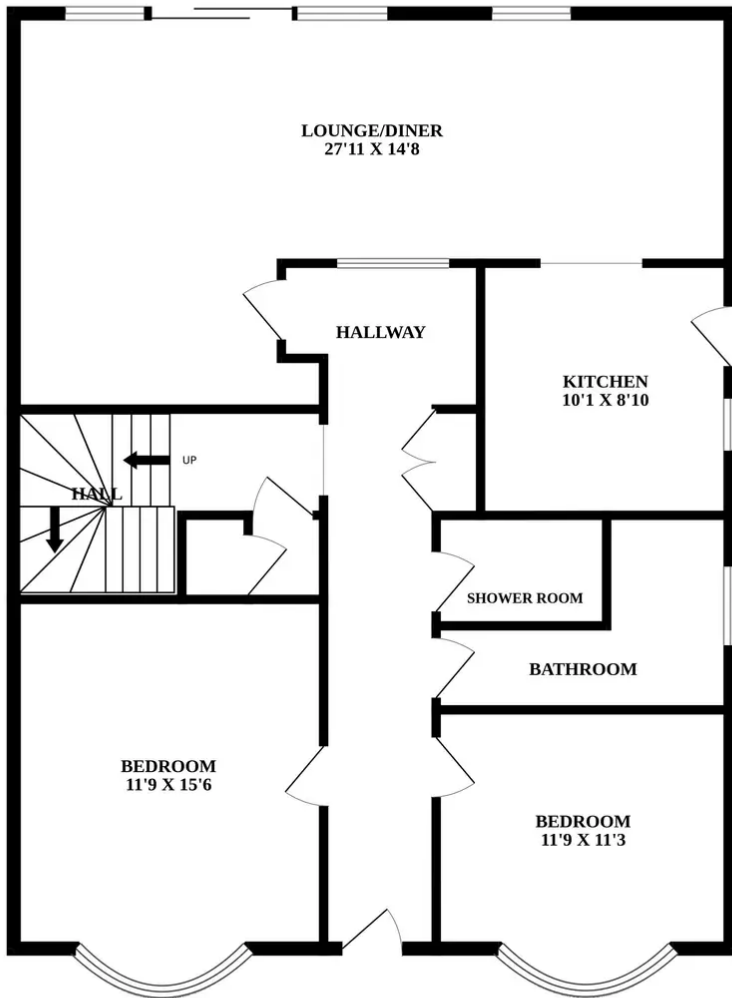 LOUNGE/DINER
27'11 X 14'8
HALLWAY
KITCHEN
10'1 X 8'10
UP
HALL
SHOWER ROOM
BATHROOM
BEDROOM
11'9 X 15'6
BEDROOM
11'9 X 11'3